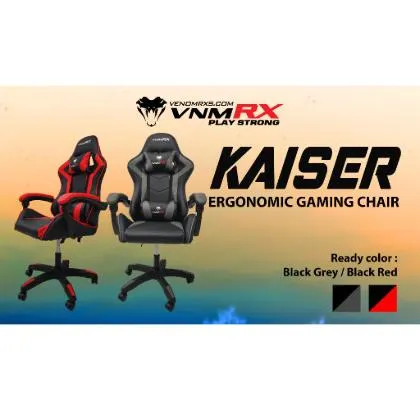 VENOMRXS.COM
VNMRX
PLAY STRONG
KAISER
ERGONOMIC GAMING CHAIR
Ready color :
Black Grey / Black Red